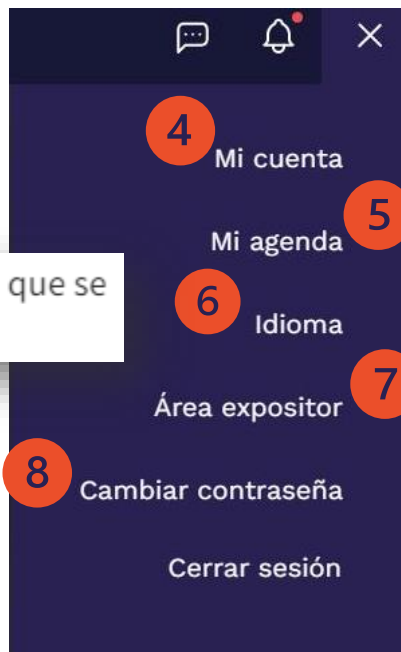 4
Mi cuenta
5
Mi agenda
que se
6
Idioma
7
Área expositor
8
Cambiar contraseña
Cerrar sesión